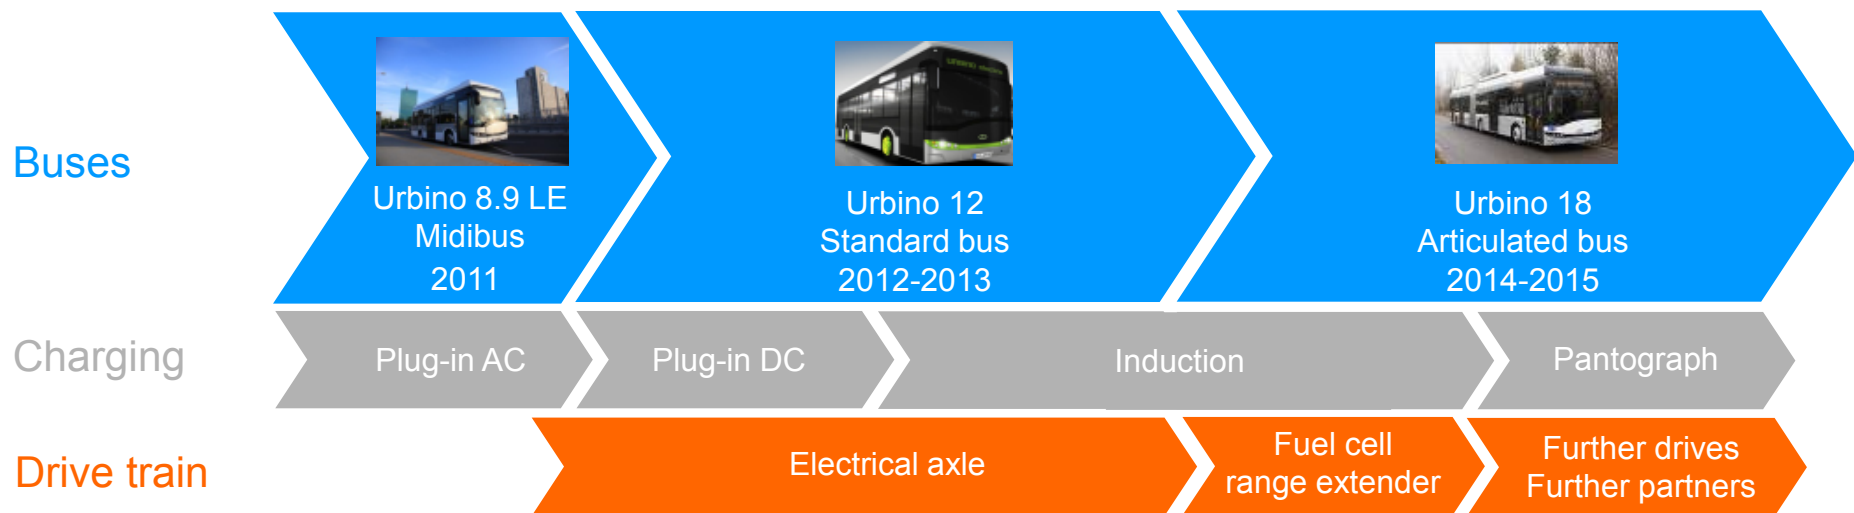 Buses
Urbino 8.9 LE
Midibus
2011
Urbino 12
Standard bus
2012-2013
Urbino 18
Articulated bus
2014-2015
Charging
Plug-in AC
Plug-in DC
Induction
Pantograph
Drive train
Electrical axle
Fuel cell
range extender
Further drives
Further partners